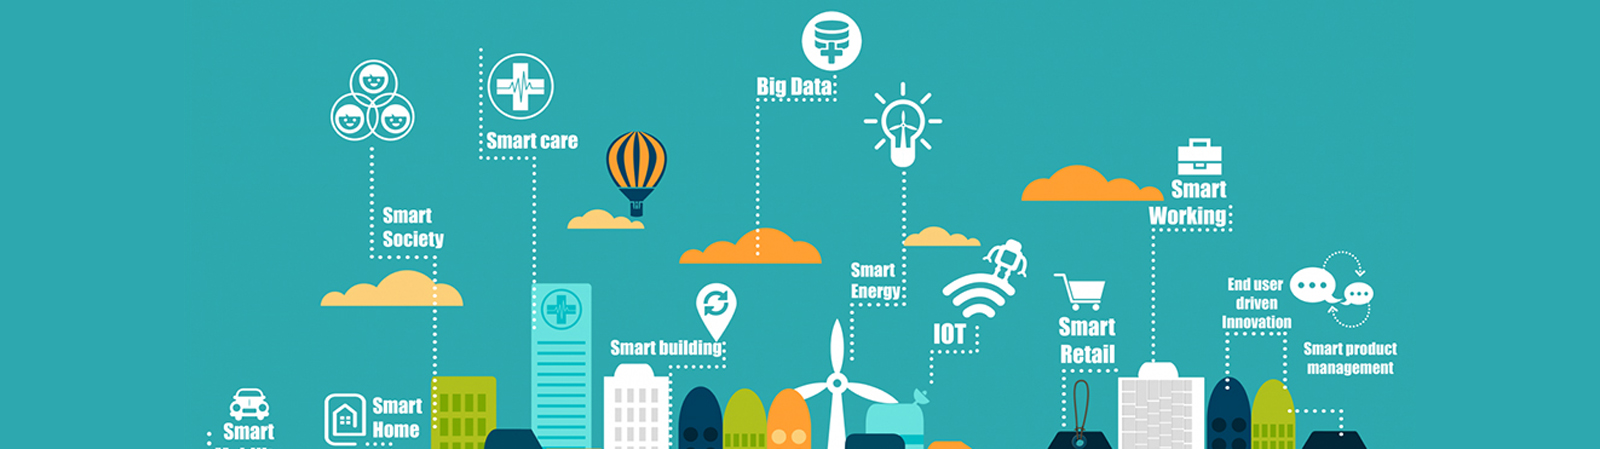 Big Data
Smart care
Smart
Working
Smart
Society
Smart
Energy
End user
driven
Innovation
IOT
Smart
Retail
Smart building
Smart product
management
Smart
Home
Smart